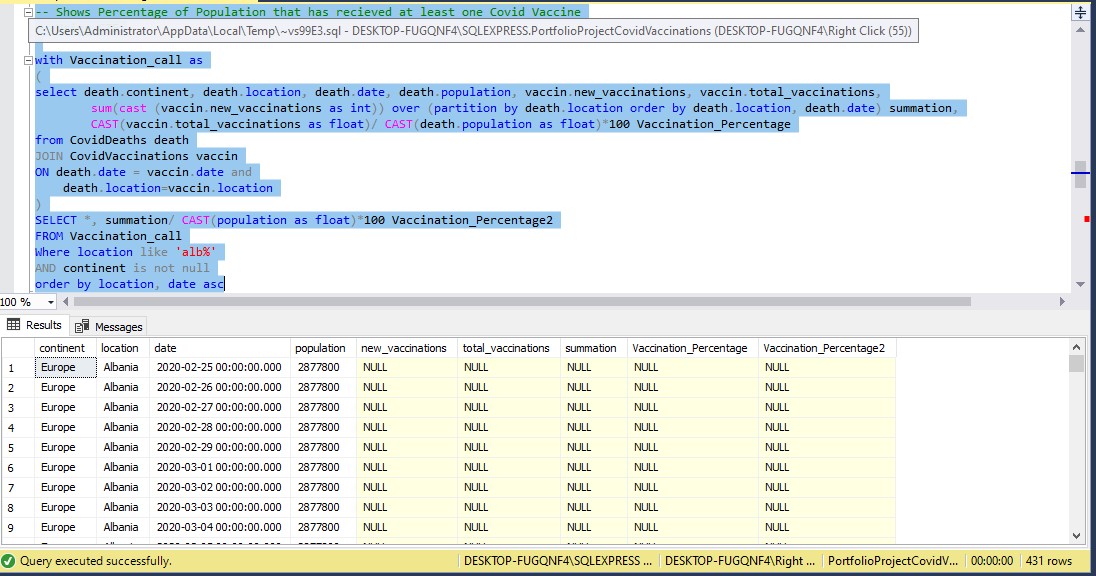 -- Shows Percentage of Population that has recieved at least one Covid Vaccine
C:\Users\Administrator\AppData\Local\Temp\~vs99E3.sql - DESKTOP-FUGQNF4\SQLEXPRESS.PortfolioProjectCovidVaccinations (DESKTOP-FUGQNF4\Right Click (55))
with Vaccination_call as
(
select death.continent, death.location, death.date, death.population, vaccin.new_vaccinations, vaccin.total_vaccinations,
sum(cast (vaccin.new_vaccinations as int)) over (partition by death.location order by death.location, death.date) summation,
CAST(vaccin.total_vaccinations as float)/ CAST(death.population as float)*100 Vaccination_Percentage
from CovidDeaths death
JOIN CovidVaccinations vaccin
ON death.date = vaccin.date and
death.location=vaccin.location
)
SELECT *, summation/ CAST(population as float)*100 Vaccination_Percentage2
FROM Vaccination_call
Where location like 'alb%'
AND continent is not null
order by location, date asc
100 %
Results Messages
continent location date population new_vaccinations total_vaccinations summation Vaccination_Percentage Vaccination_Percentage2
1 Europe Albania 2020-02-25 00:00:00.000 2877800 NULL NULL NULL NULL NULL
2 Europe Albania 2020-02-26 00:00:00.000 2877800 NULL NULL NULL NULL NULL
3 Europe Albania 2020-02-27 00:00:00.000 2877800 NULL NULL NULL NULL NULL
4 Europe Albania 2020-02-28 00:00:00.000 2877800 NULL NULL NULL NULL NULL
5 Europe Albania 2020-02-29 00:00:00.000 2877800 NULL NULL NULL NULL NULL
6 Europe Albania 2020-03-01 00:00:00.000 2877800 NULL NULL NULL NULL NULL
7 Europe Albania 2020-03-02 00:00:00.000 2877800 NULL NULL NULL NULL NULL
8 Europe Albania 2020-03-03 00:00:00.000 2877800 NULL NULL NULL NULL NULL
9 Europe Albania 2020-03-04 00:00:00.000 2877800 NULL NULL NULL NULL NULL
Query executed successfully. DESKTOP-FUGQNF4\SQLEXPRESS ... DESKTOP-FUGQNF4\Right ... PortfolioProjectCovidV... 00:00:00 431 rows